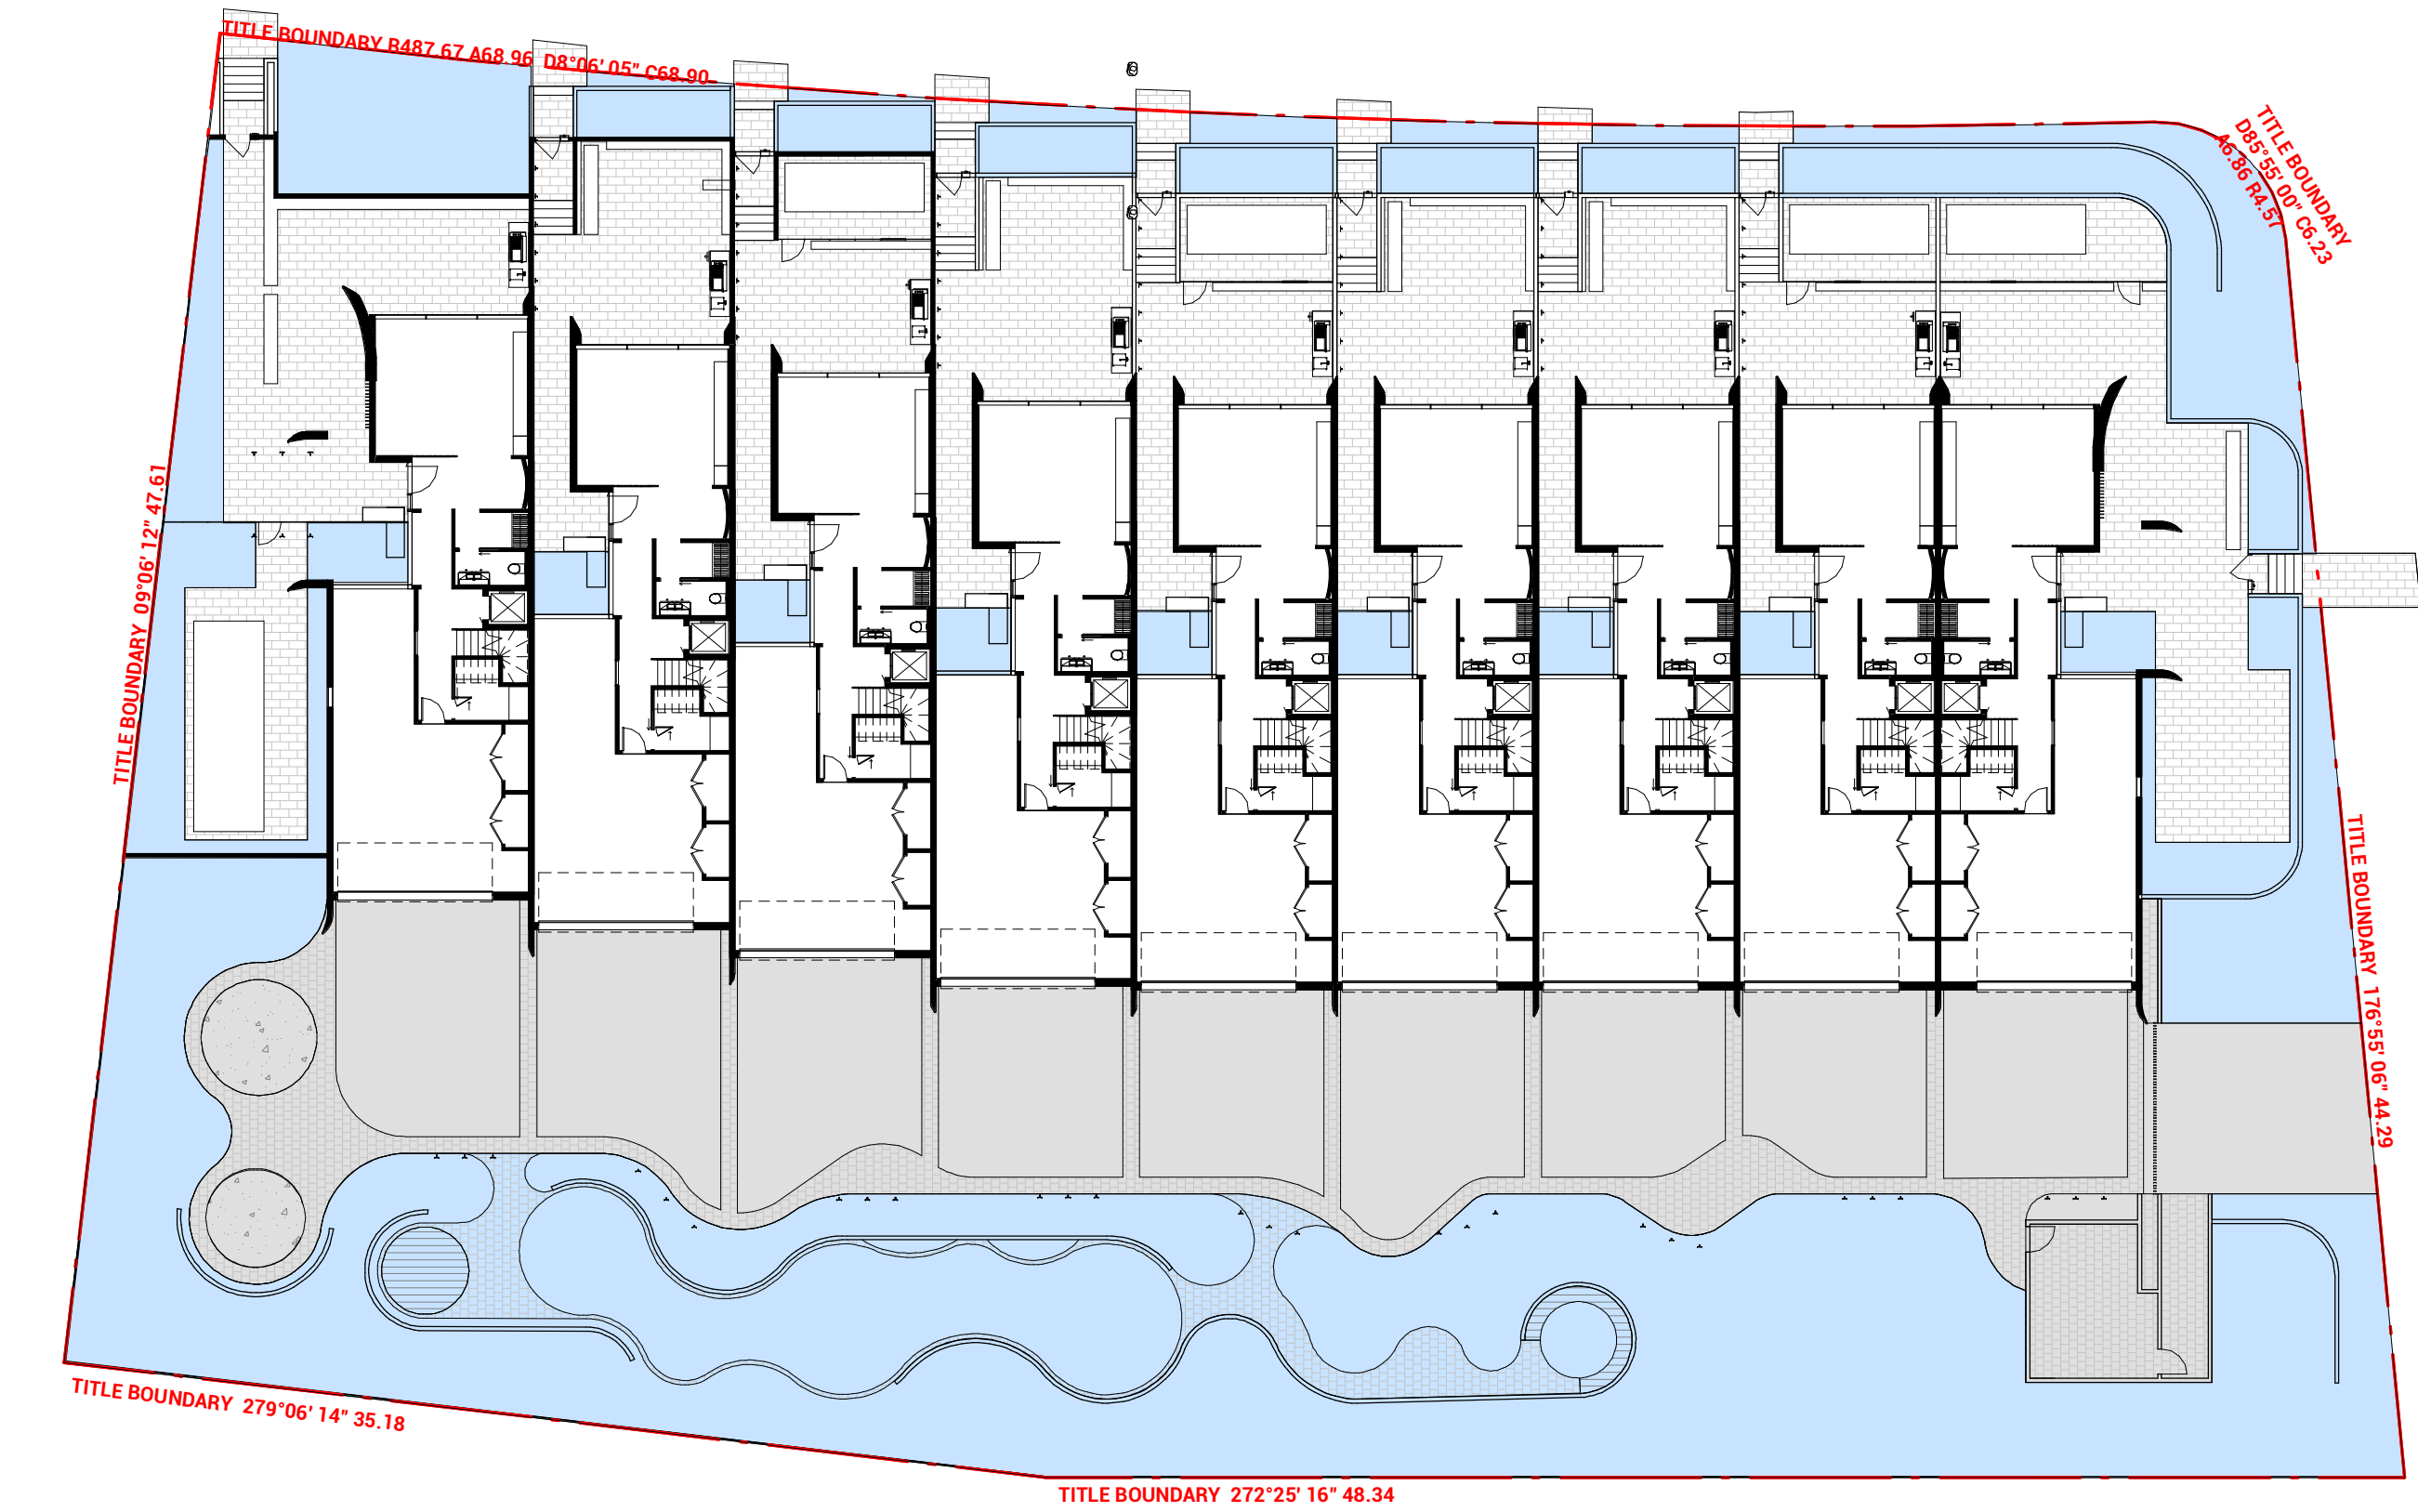 TITLE BOUNDARY R487.67 A68.96 D8°06' 05" C68.90
TITLE BOUNDARY
D85°55' 00" C6.23
A6.86 R4.57
TITLE BOUNDARY 09°06' 12" 47.61
TITLE BOUNDARY 176°55' 06" 44.29
TITLE BOUNDARY 279°06' 14" 35.18
TITLE BOUNDARY 272°25' 16" 48.34